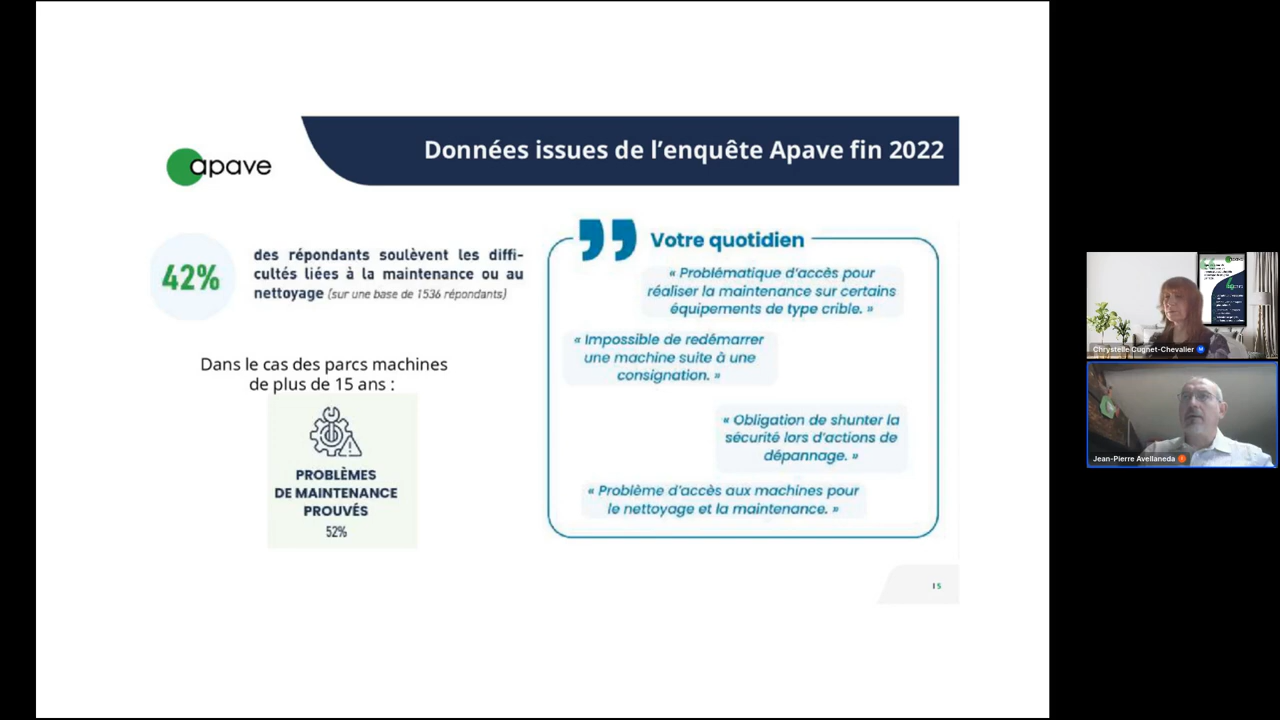 Données issues de l’enquête Apave fin 2022
apave
42%
des répondants soulèvent les diffi-
cultés liées à la maintenance ou au
nettoyage (sur une base de 1536 répondants)
Dans le cas des parcs machines
de plus de 15 ans :
PROBLÈMES
DE MAINTENANCE
PROUVÉS
52%
Votre quotidien
« Problématique d’accès pour
réaliser la maintenance sur certains
équipements de type crible. »
« Impossible de redémarrer
une machine suite à une
consignation. »
« Obligation de shunter la
sécurité lors d’actions de
dépannage. »
« Problème d’accès aux machines pour
le nettoyage et la maintenance. »
15
Chrystelle Cugnet-Chevalier
Jean-Pierre Avellaneda